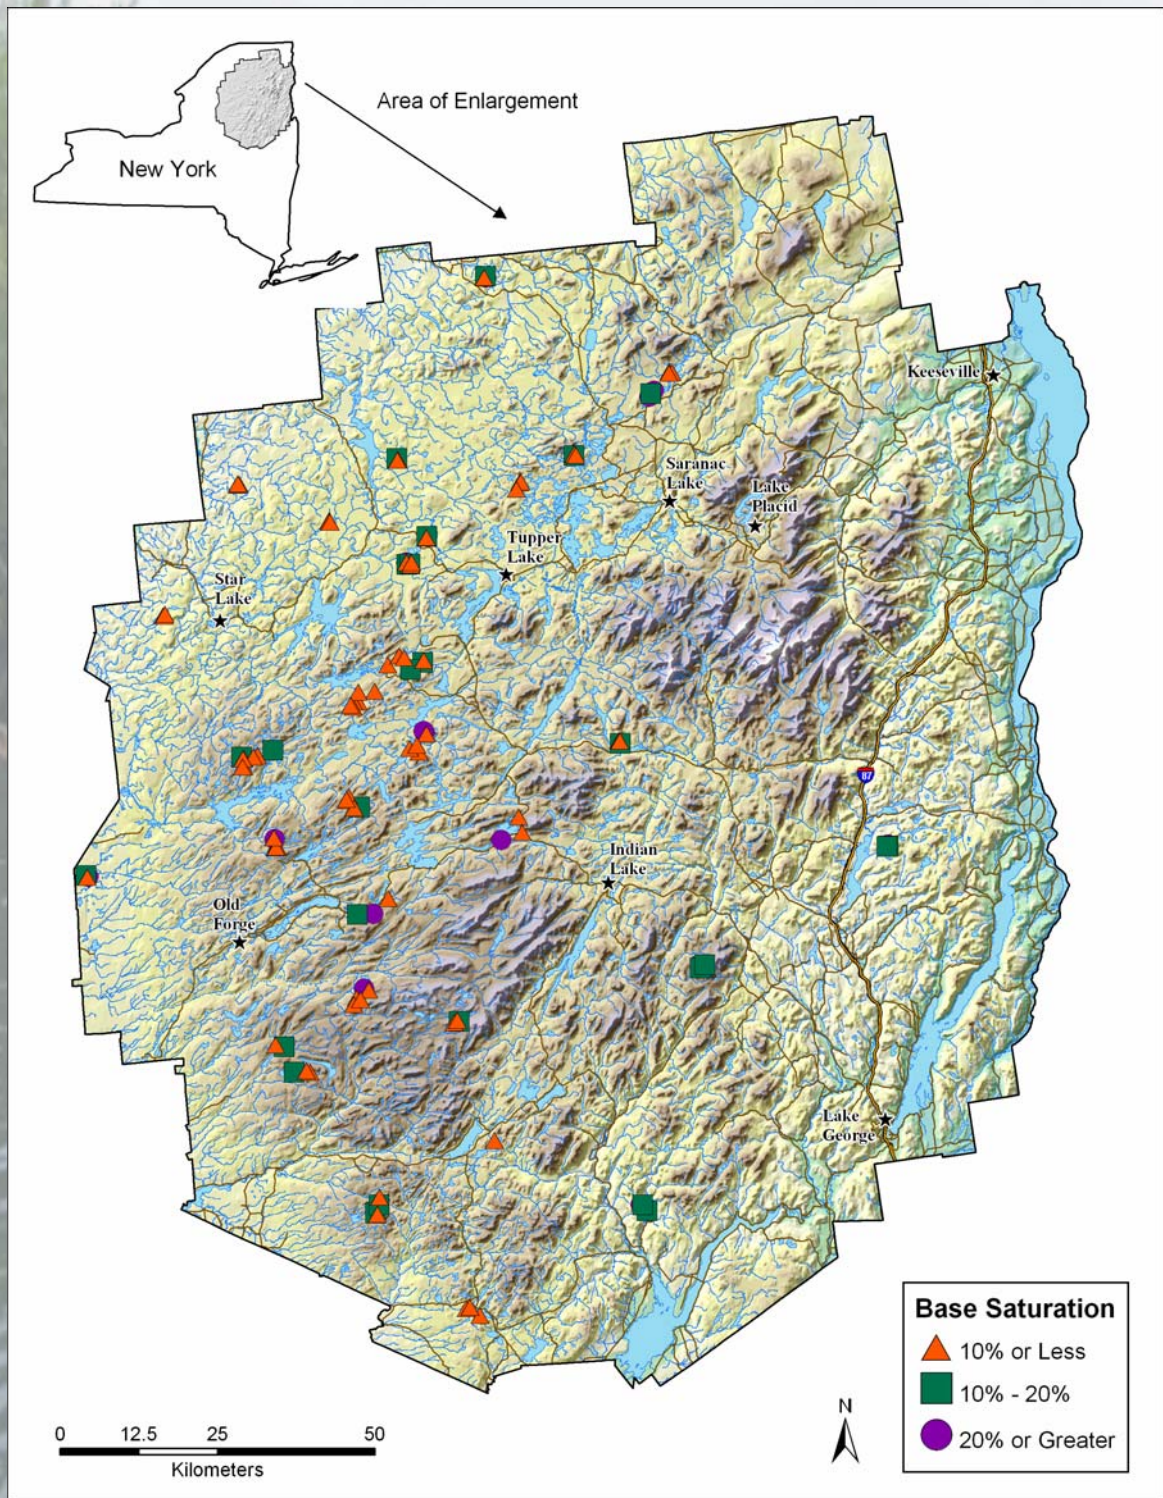 Area of Enlargement
New York
Keeseville
Saranac
Lake
Lake
Placid
Tupper
Lake
Star
Lake
87
Indian
Lake
Old
Forge
Lake
George
Base Saturation
10% or Less
10% - 20%
20% or Greater
N
0 12.5 25 50
Kilometers